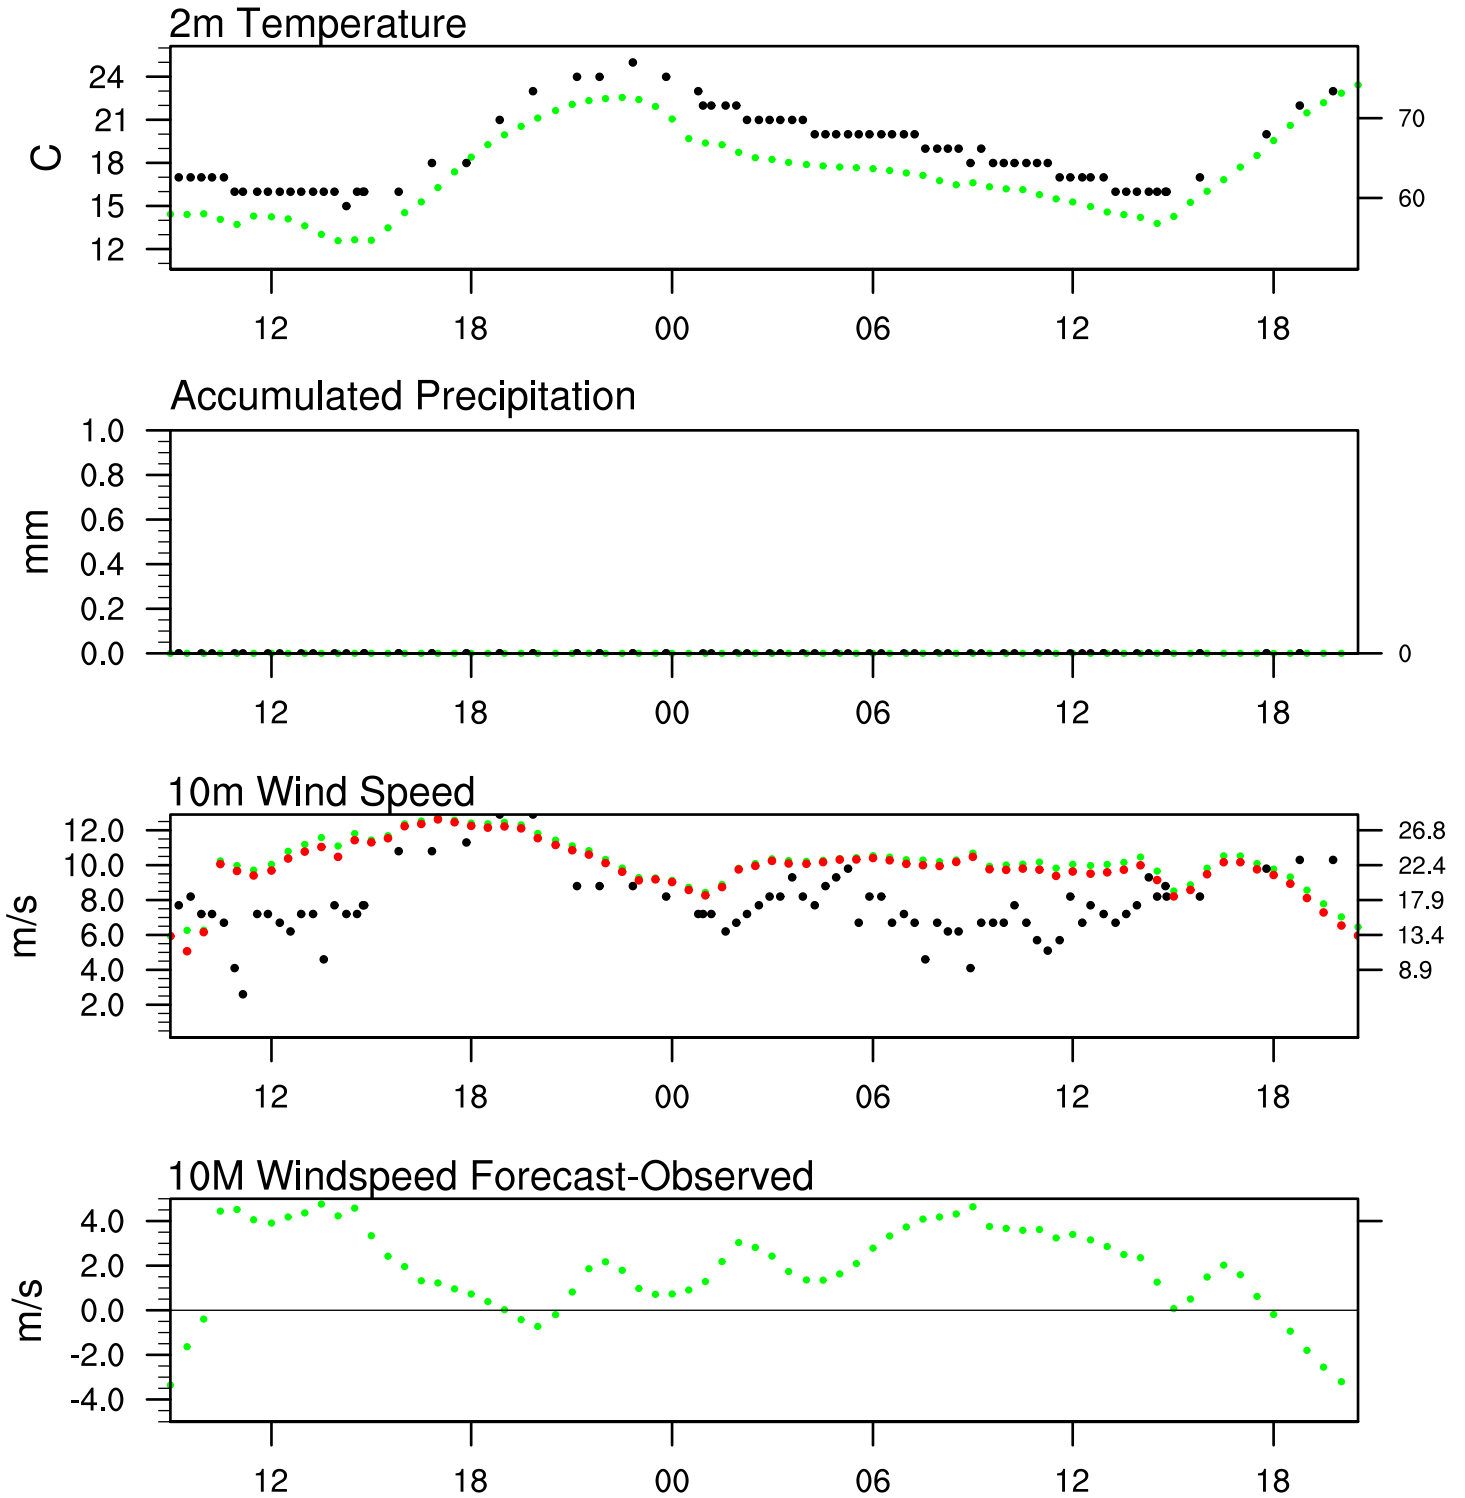 2m Temperature
24
21
18
15
12
C
70
60
12 18 00 06 12 18
Accumulated Precipitation
1.0
0.8
0.6
0.4
0.2
0.0
mm
0
12 18 00 06 12 18
10m Wind Speed
12.0
10.0
8.0
6.0
4.0
2.0
m/s
26.8
22.4
17.9
13.4
8.9
12 18 00 06 12 18
10M Windspeed Forecast-Observed
4.0
2.0
0.0
-2.0
-4.0
m/s
12 18 00 06 12 18